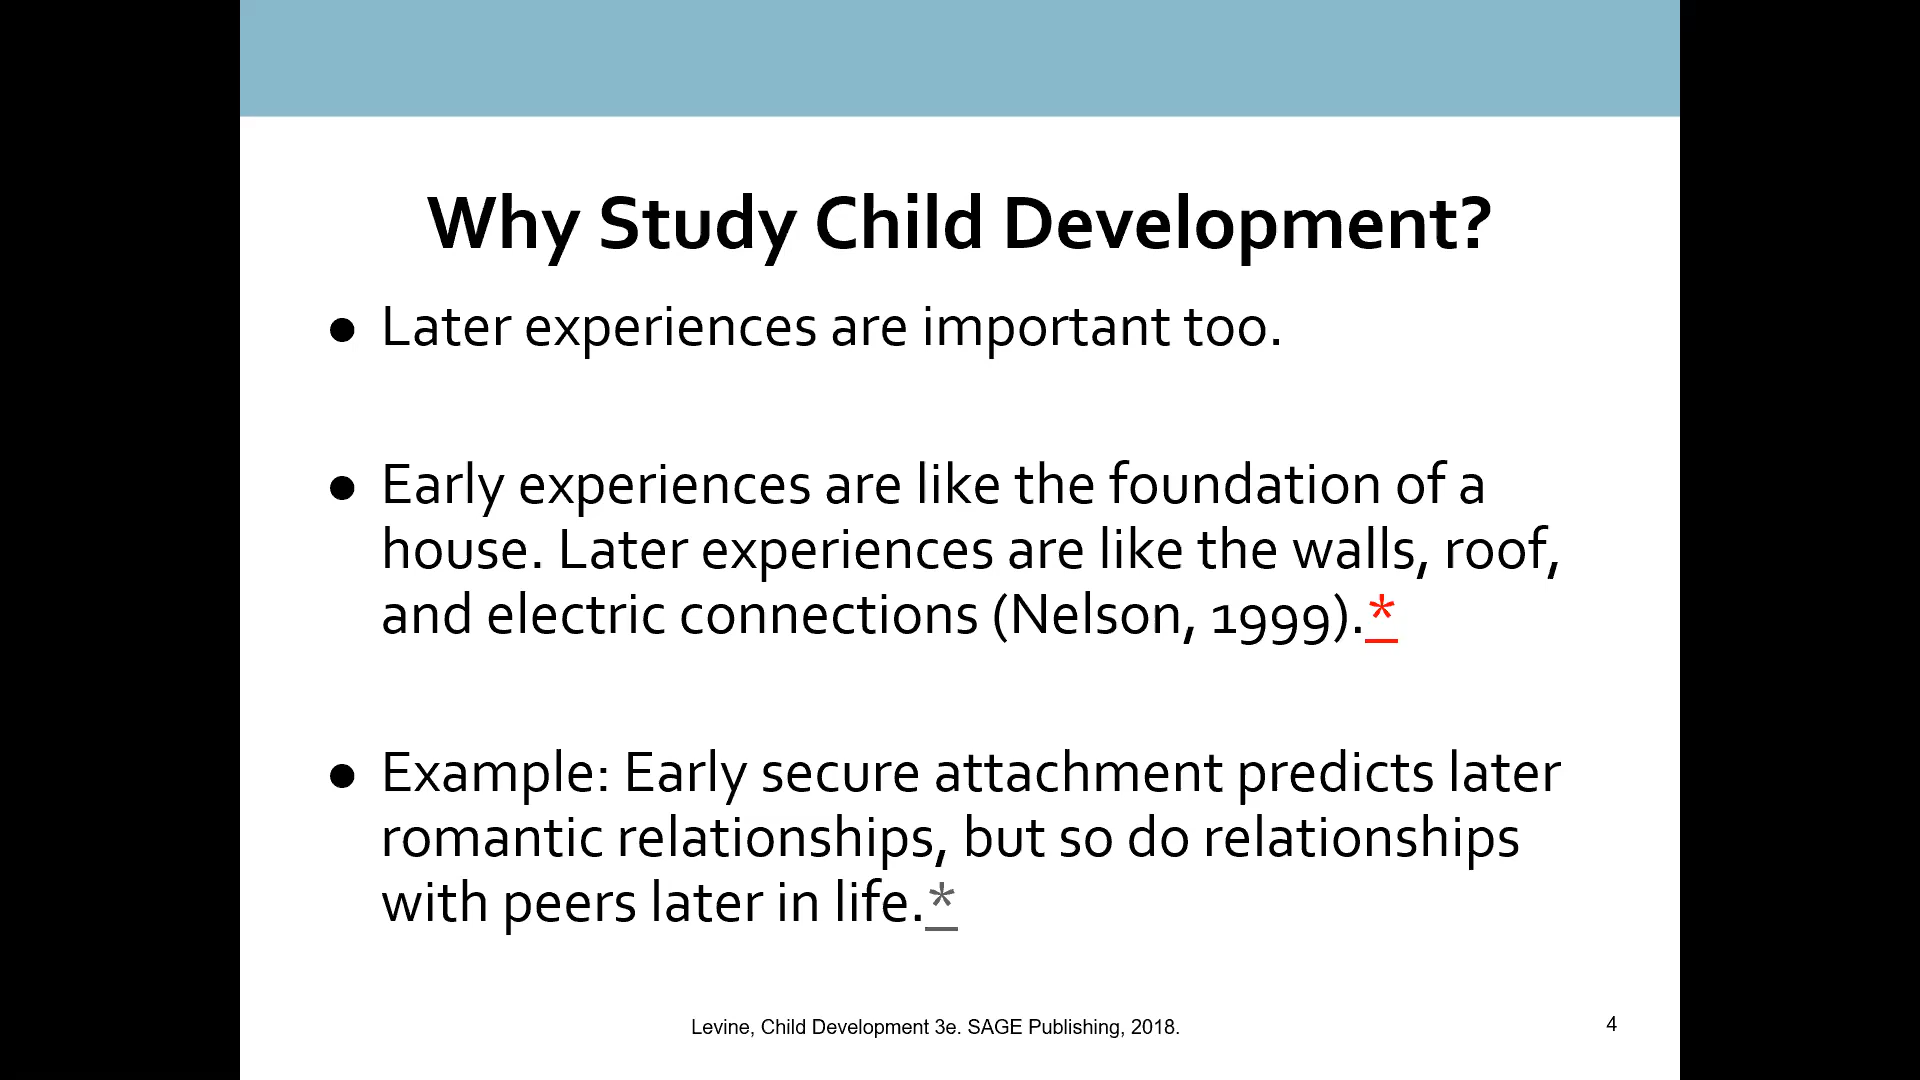 Why Study Child Development?
● Later experiences are important too.
● Early experiences are like the foundation of a
house. Later experiences are like the walls, roof,
and electric connections (Nelson, 1999).*
● Example: Early secure attachment predicts later
romantic relationships, but so do relationships
with peers later in life.*
Levine, Child Development 3e. SAGE Publishing, 2018.
4